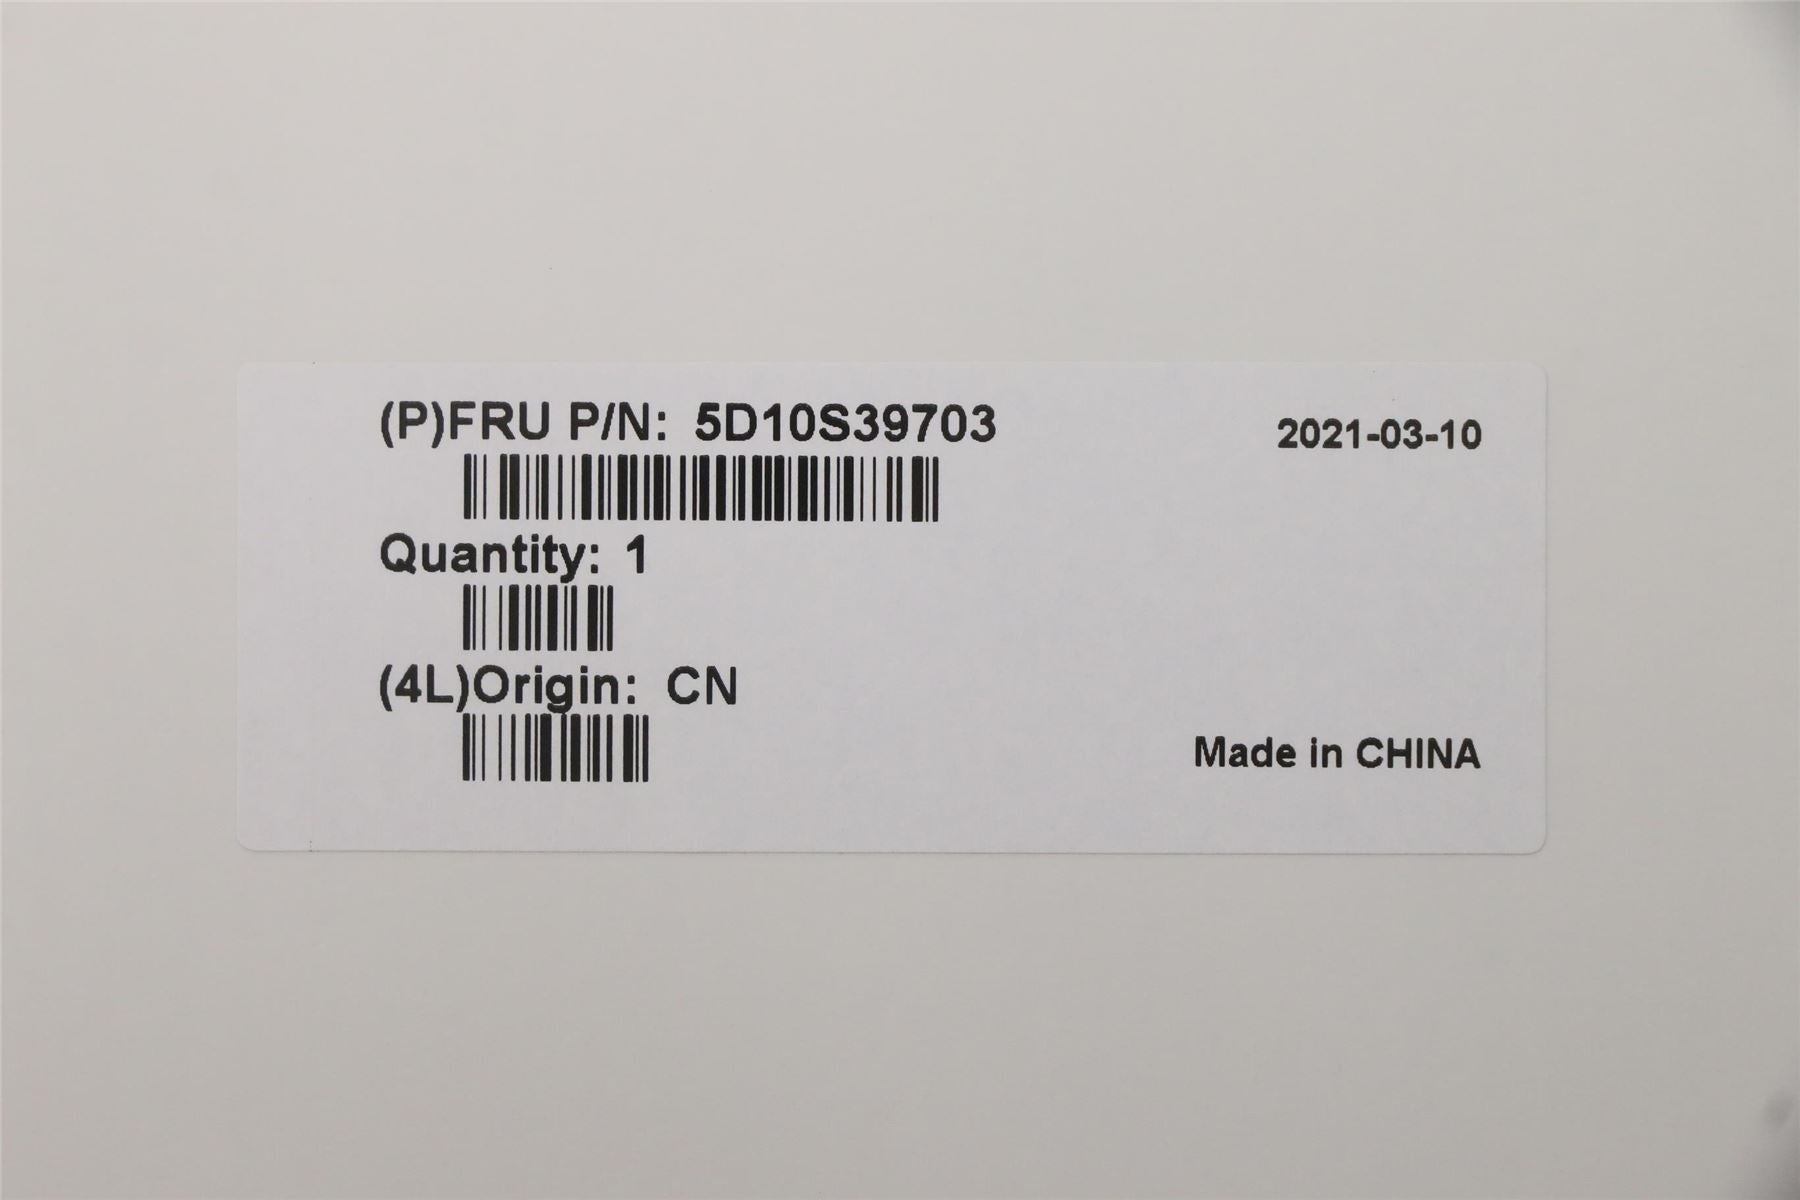 (P)FRU P/N: 5D10S39703
2021-03-10
Quantity: 1
(4L)Origin: CN
Made in CHINA